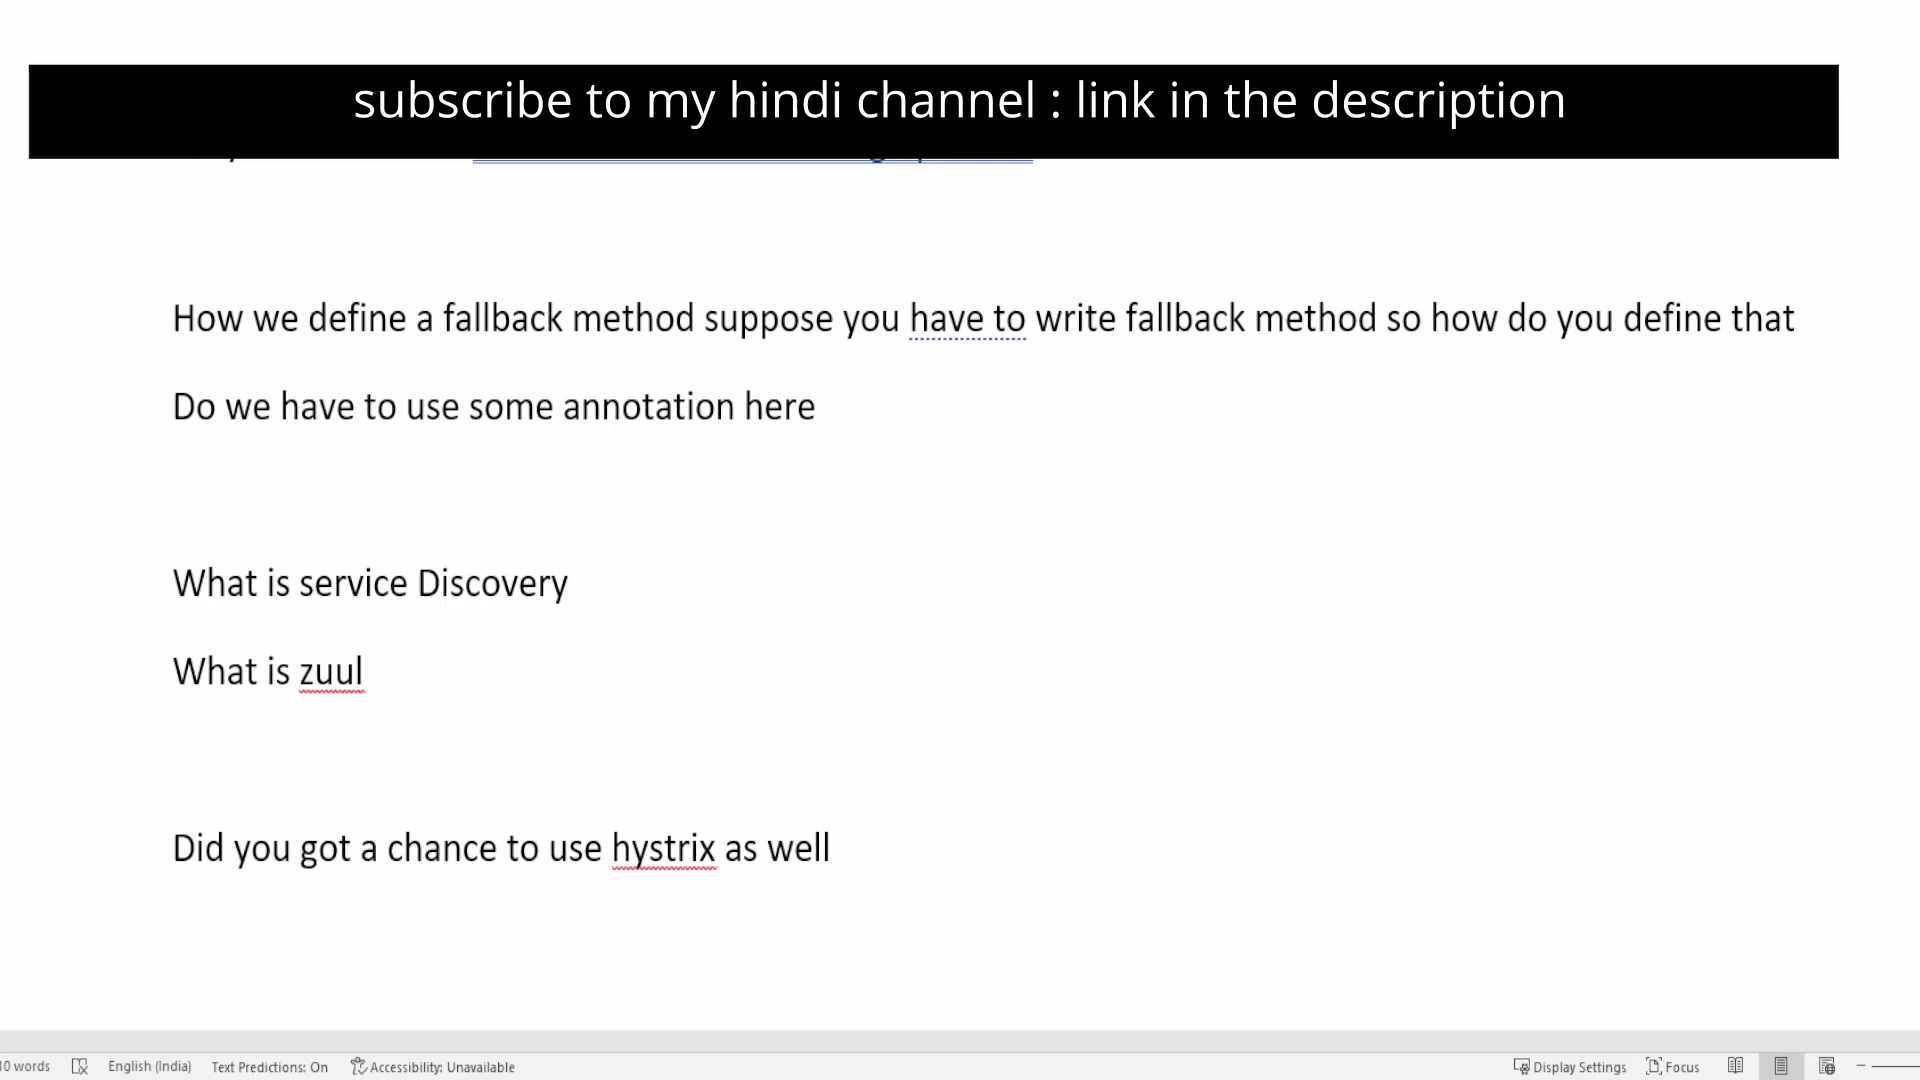 subscribe to my hindi channel : link in the description
How we define a fallback method suppose you have to write fallback method so how do you define that
Do we have to use some annotation here
What is service Discovery
What is zuul
Did you got a chance to use hystrix as well
words English (India) Text Predictions: On Accessibility: Unavailable Display Settings Focus